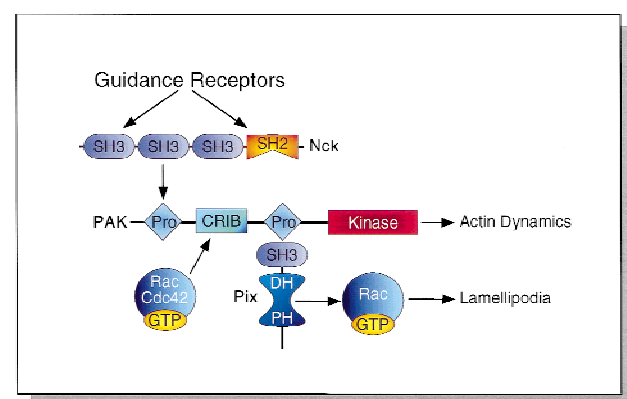 Guidance Receptors
SH3 SH3 SH3 SH2 Nck
PAK Pro CRIB Pro Kinase Actin Dynamics
SH3
Rac
Cdc42
GTP
Pix
DH
PH
Rac
GTP
Lamellipodia